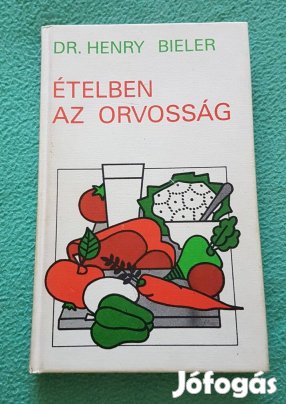 DR. HENRY BIELER
ÉTELBEN
AZ ORVOSSÁG
Jófogás